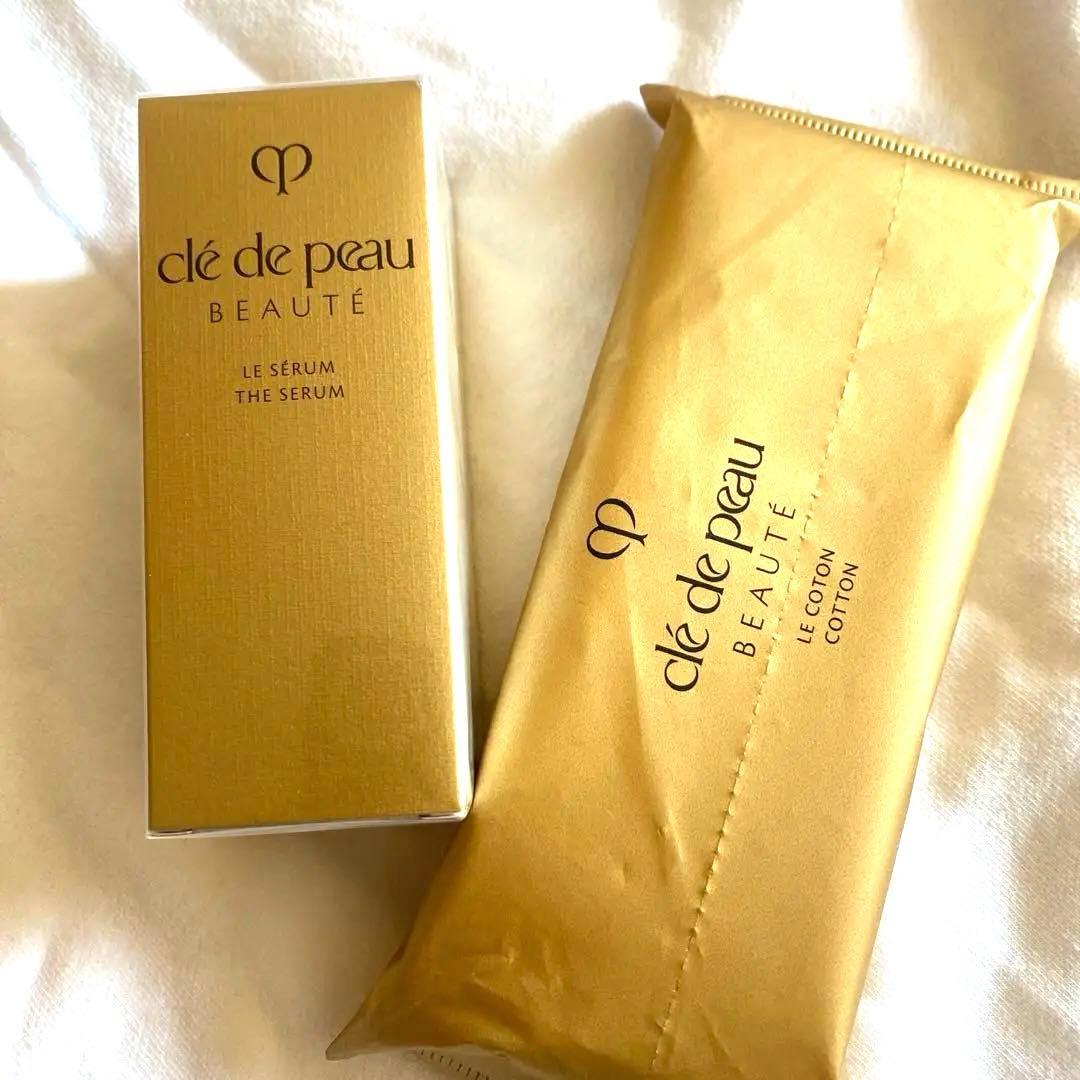 clé de peau
BEAUTÉ
LE SÉRUM
THE SERUM
clé de peau
BEAUTÉ
LE COTON
COTTON